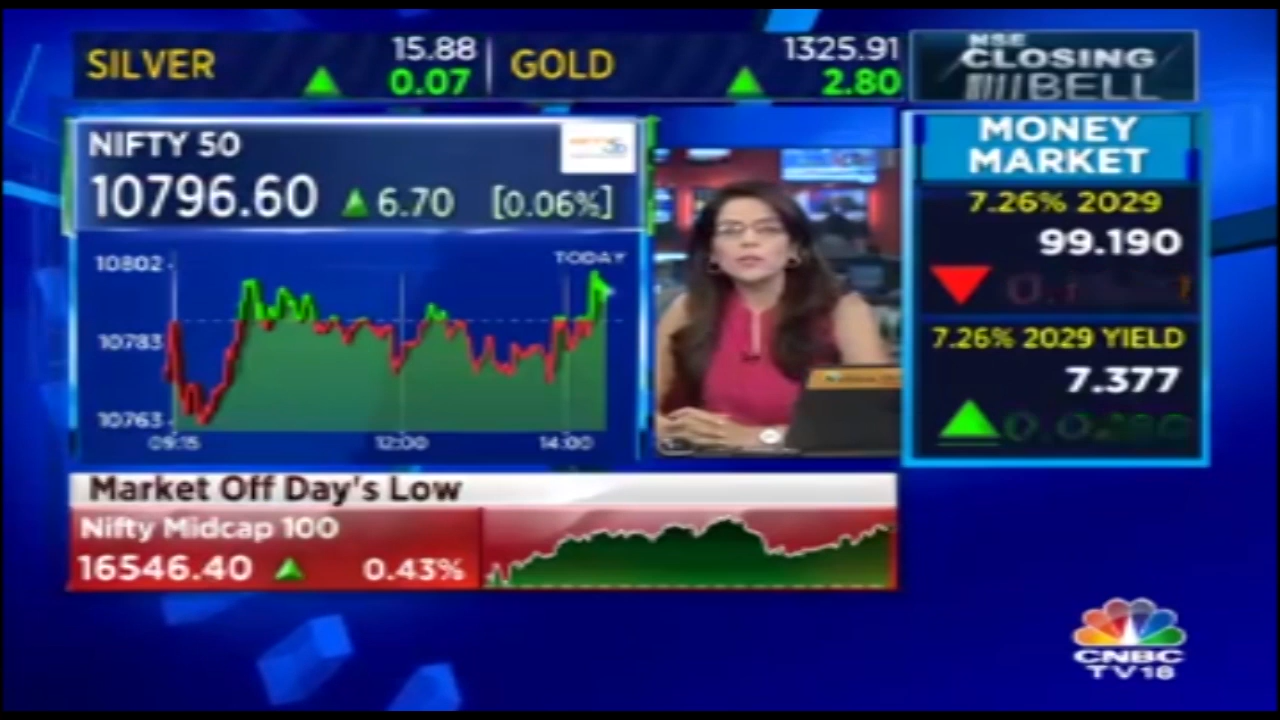 SILVER
15.88
0.07
GOLD
1325.91
2.80
NSE
CLOSING
BELL
NIFTY 50
10796.60 6.70 [0.06%]
TODAY
10802
10783
10763
09:15 12:00 14:00
MONEY
MARKET
7.26% 2029
99.190
7.26% 2029 YIELD
7.377
Market Off Day's Low
Nifty Midcap 100
16546.40 0.43%
CNBC
TV18